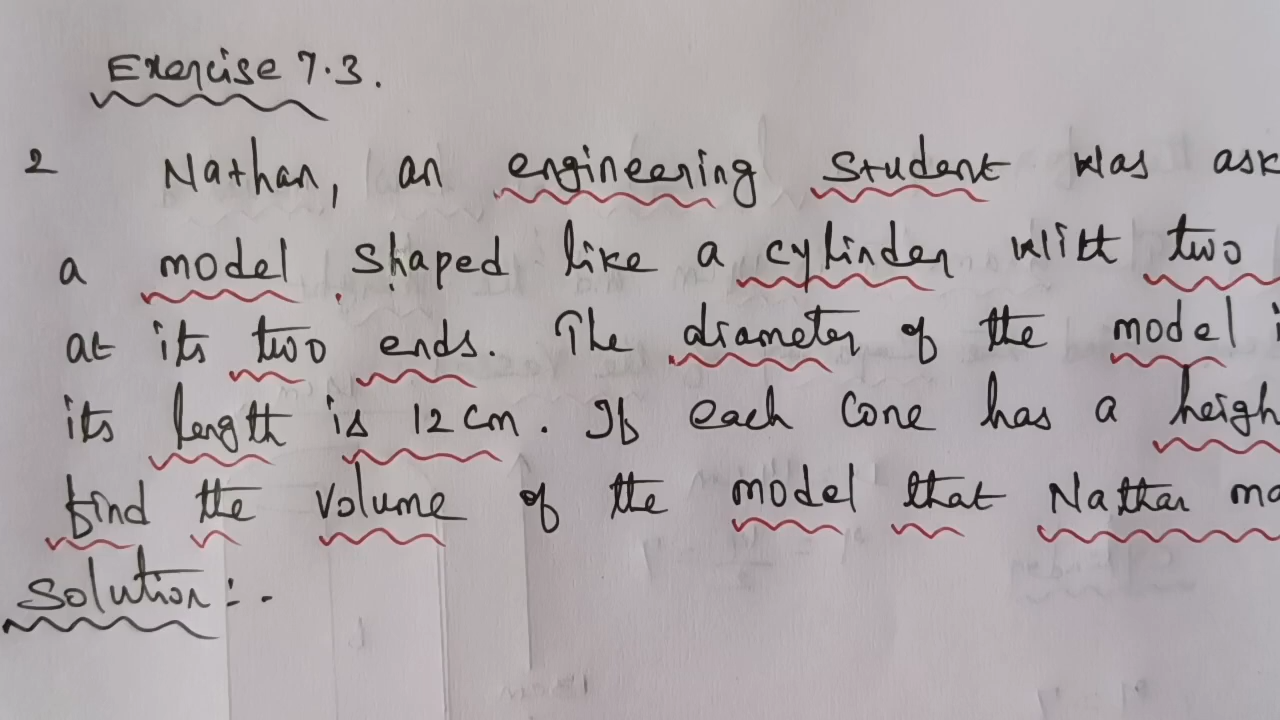 Exercise 7.3.
2 Nathan, an engineering student was ask
a model shaped like a cylinder with two
at its two ends. The diameter of the model i
its length is 12 cm. If each cone has a heigh
find the volume of the model that Nathan ma
Solution:.